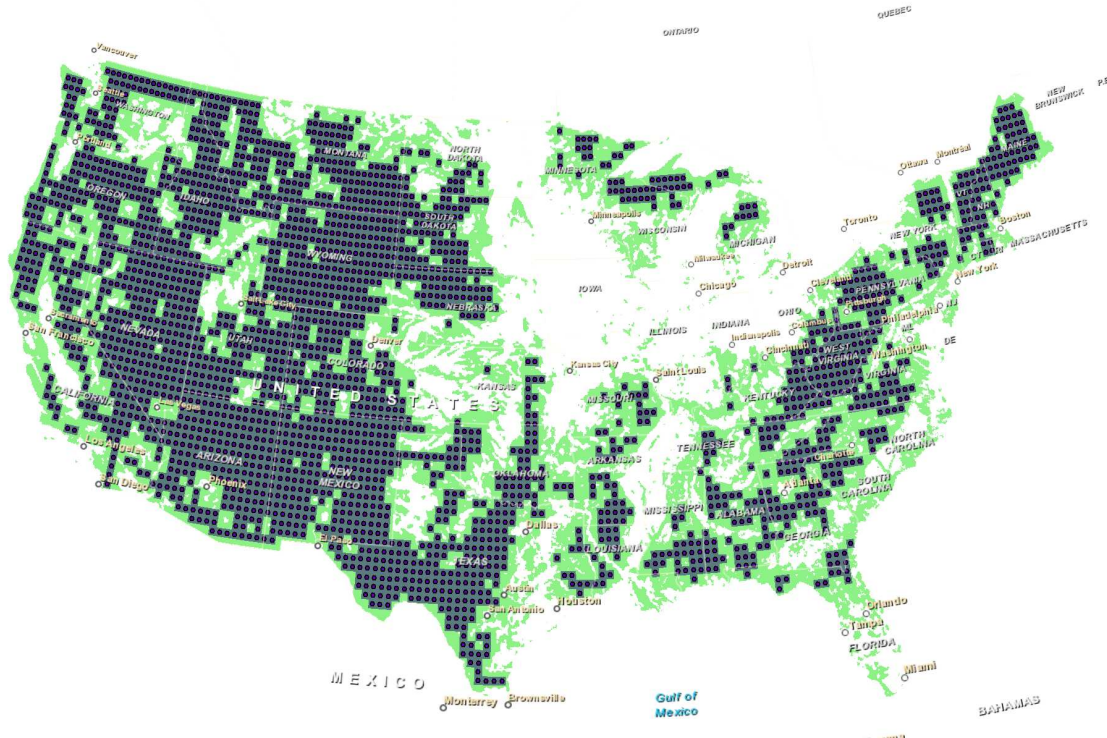 QUEBEC
ONTARIO
Vancouver
NEW
BRUNSWICK
Seattle
WASHINGTON
Portland
MONTANA
NORTH
DAKOTA
MINNESOTA
Ottawa
Montréal
MAINE
OREGON
IDAHO
SOUTH
DAKOTA
Minneapolis
WISCONSIN
MICHIGAN
Toronto
VT
NH
NEW YORK
Boston
MASSACHUSETTS
CT
RI
WYOMING
Milwaukee
Detroit
Chicago
Cleveland
PENNSYLVANIA
New York
Salt Lake City
NEBRASKA
IOWA
Pittsburgh
Philadelphia
NJ
Sacramento
San Francisco
NEVADA
UTAH
Denver
COLORADO
ILLINOIS
INDIANA
OHIO
Columbus
Indianapolis
Cincinnati
WEST
VIRGINIA
Washington
DE
Kansas City
Saint Louis
KANSAS
MISSOURI
KENTUCKY
VIRGINIA
UNITED STATES
CALIFORNIA
Las Vegas
Los Angeles
San Diego
ARIZONA
Phoenix
NEW
MEXICO
OKLAHOMA
ARKANSAS
TENNESSEE
Charlotte
NORTH
CAROLINA
SOUTH
CAROLINA
Atlanta
MISSISSIPPI
ALABAMA
GEORGIA
El Paso
TEXAS
Dallas
LOUISIANA
Austin
San Antonio
Houston
Orlando
Tampa
FLORIDA
Miami
MEXICO
Monterrey
Brownsville
Gulf of
Mexico
BAHAMAS